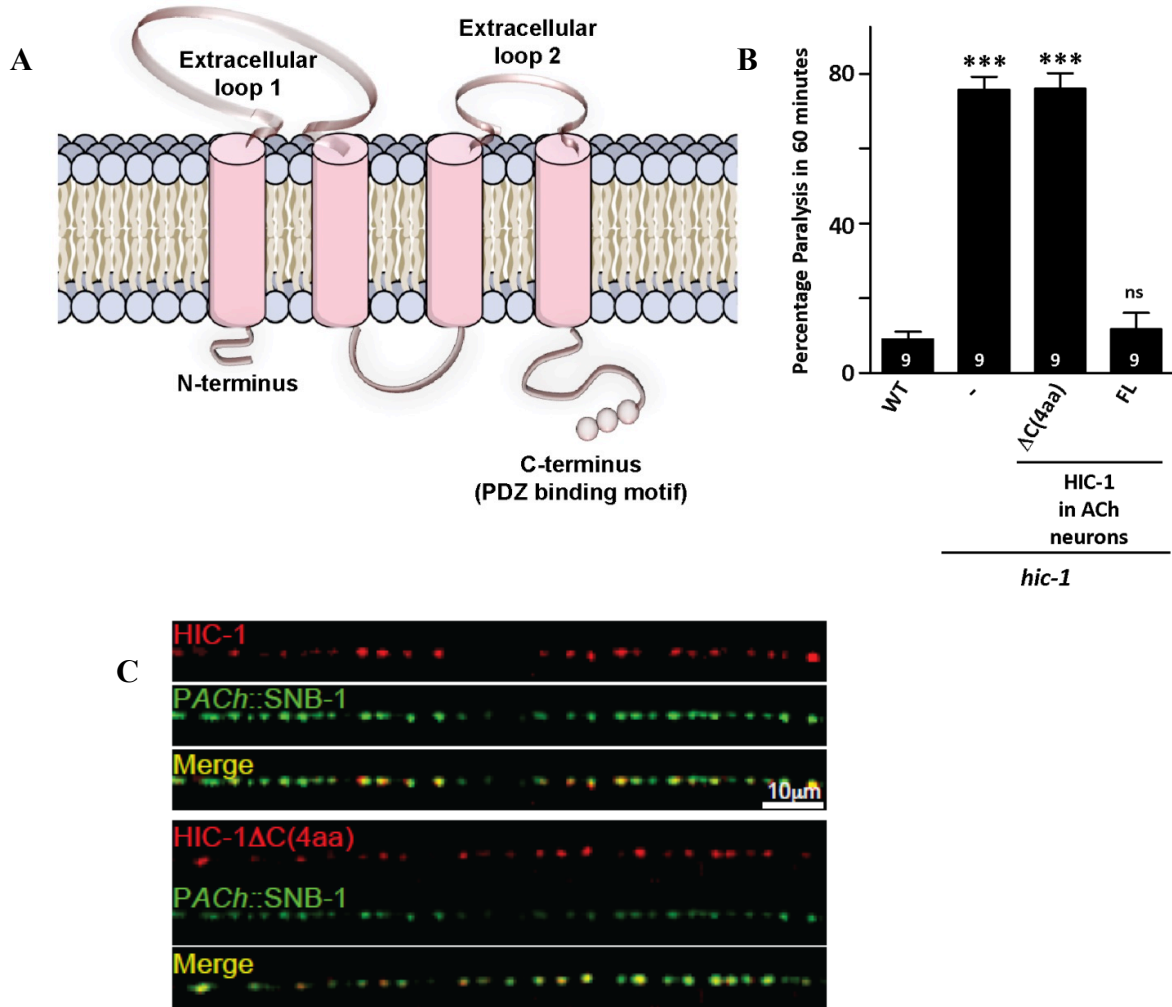 A
Extracellular
loop 1
Extracellular
loop 2
N-terminus
C-terminus
(PDZ binding motif)
B
Percentage Paralysis in 60 minutes
80
40
0
***
***
ns
9
9
9
9
WT
-
ΔC(4aa)
FL
HIC-1
in ACh
neurons
hic-1
C
HIC-1
PACh::SNB-1
Merge
10μm
HIC-1ΔC(4aa)
PACh::SNB-1
Merge